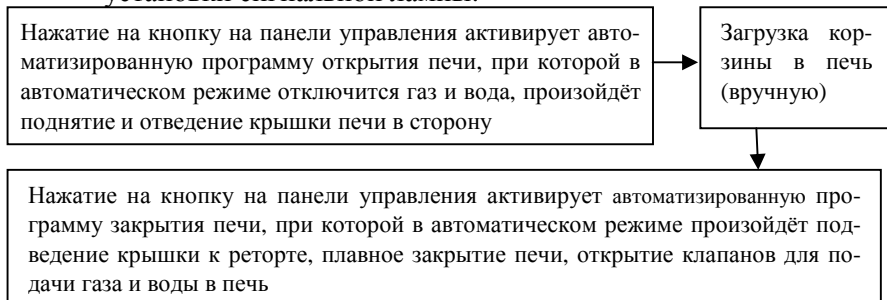 установки сигнальной лампы.
Нажатие на кнопку на панели управления активирует авто-
матизированную программу открытия печи, при которой в
автоматическом режиме отключится газ и вода, произойдёт
поднятие и отведение крышки печи в сторону
Загрузка кор-
зины в печь
(вручную)
Нажатие на кнопку на панели управления активирует автоматизированную про-
грамму закрытия печи, при которой в автоматическом режиме произойдёт под-
ведение крышки к реторте, плавное закрытие печи, открытие клапанов для по-
дачи газа и воды в печь